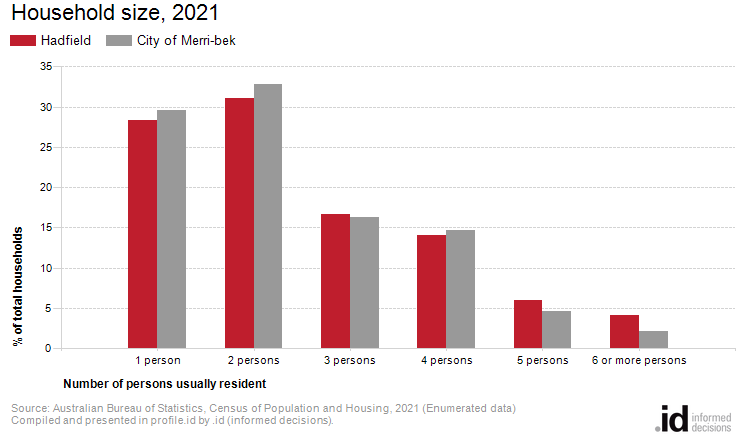 Household size, 2021
Hadfield City of Merri-bek
35
30
25
20
15
10
5
0
% of total households
1 person 2 persons 3 persons 4 persons 5 persons 6 or more persons
Number of persons usually resident
Source: Australian Bureau of Statistics, Census of Population and Housing, 2021 (Enumerated data)
Compiled and presented in profile.id by .id (informed decisions).
.id informed
decisions